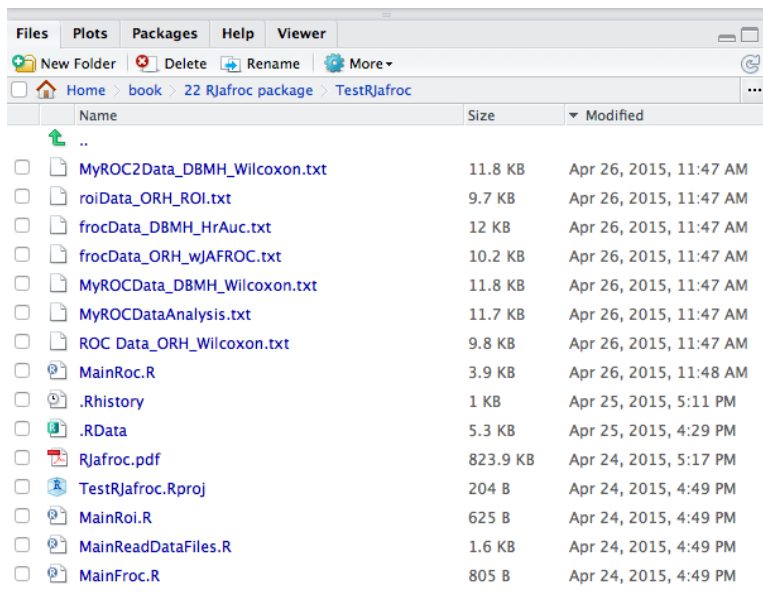 Files Plots Packages Help Viewer
New Folder Delete Rename More
Home > book > 22 RJafroc package > TestRJafroc ...
Name Size Modified
..
MyROC2Data_DBMH_Wilcoxon.txt 11.8 KB Apr 26, 2015, 11:47 AM
roiData_ORH_ROI.txt 9.7 KB Apr 26, 2015, 11:47 AM
frocData_DBMH_HrAuc.txt 12 KB Apr 26, 2015, 11:47 AM
frocData_ORH_wJAFROC.txt 10.2 KB Apr 26, 2015, 11:47 AM
MyROCData_DBMH_Wilcoxon.txt 11.8 KB Apr 26, 2015, 11:47 AM
MyROCDataAnalysis.txt 11.7 KB Apr 26, 2015, 11:47 AM
ROC Data_ORH_Wilcoxon.txt 9.8 KB Apr 26, 2015, 11:47 AM
MainRoc.R 3.9 KB Apr 26, 2015, 11:48 AM
.Rhistory 1 KB Apr 25, 2015, 5:11 PM
.RData 5.3 KB Apr 25, 2015, 4:29 PM
RJafroc.pdf 823.9 KB Apr 24, 2015, 5:17 PM
TestRJafroc.Rproj 204 B Apr 24, 2015, 4:49 PM
MainRoi.R 625 B Apr 24, 2015, 4:49 PM
MainReadDataFiles.R 1.6 KB Apr 24, 2015, 4:49 PM
MainFroc.R 805 B Apr 24, 2015, 4:49 PM